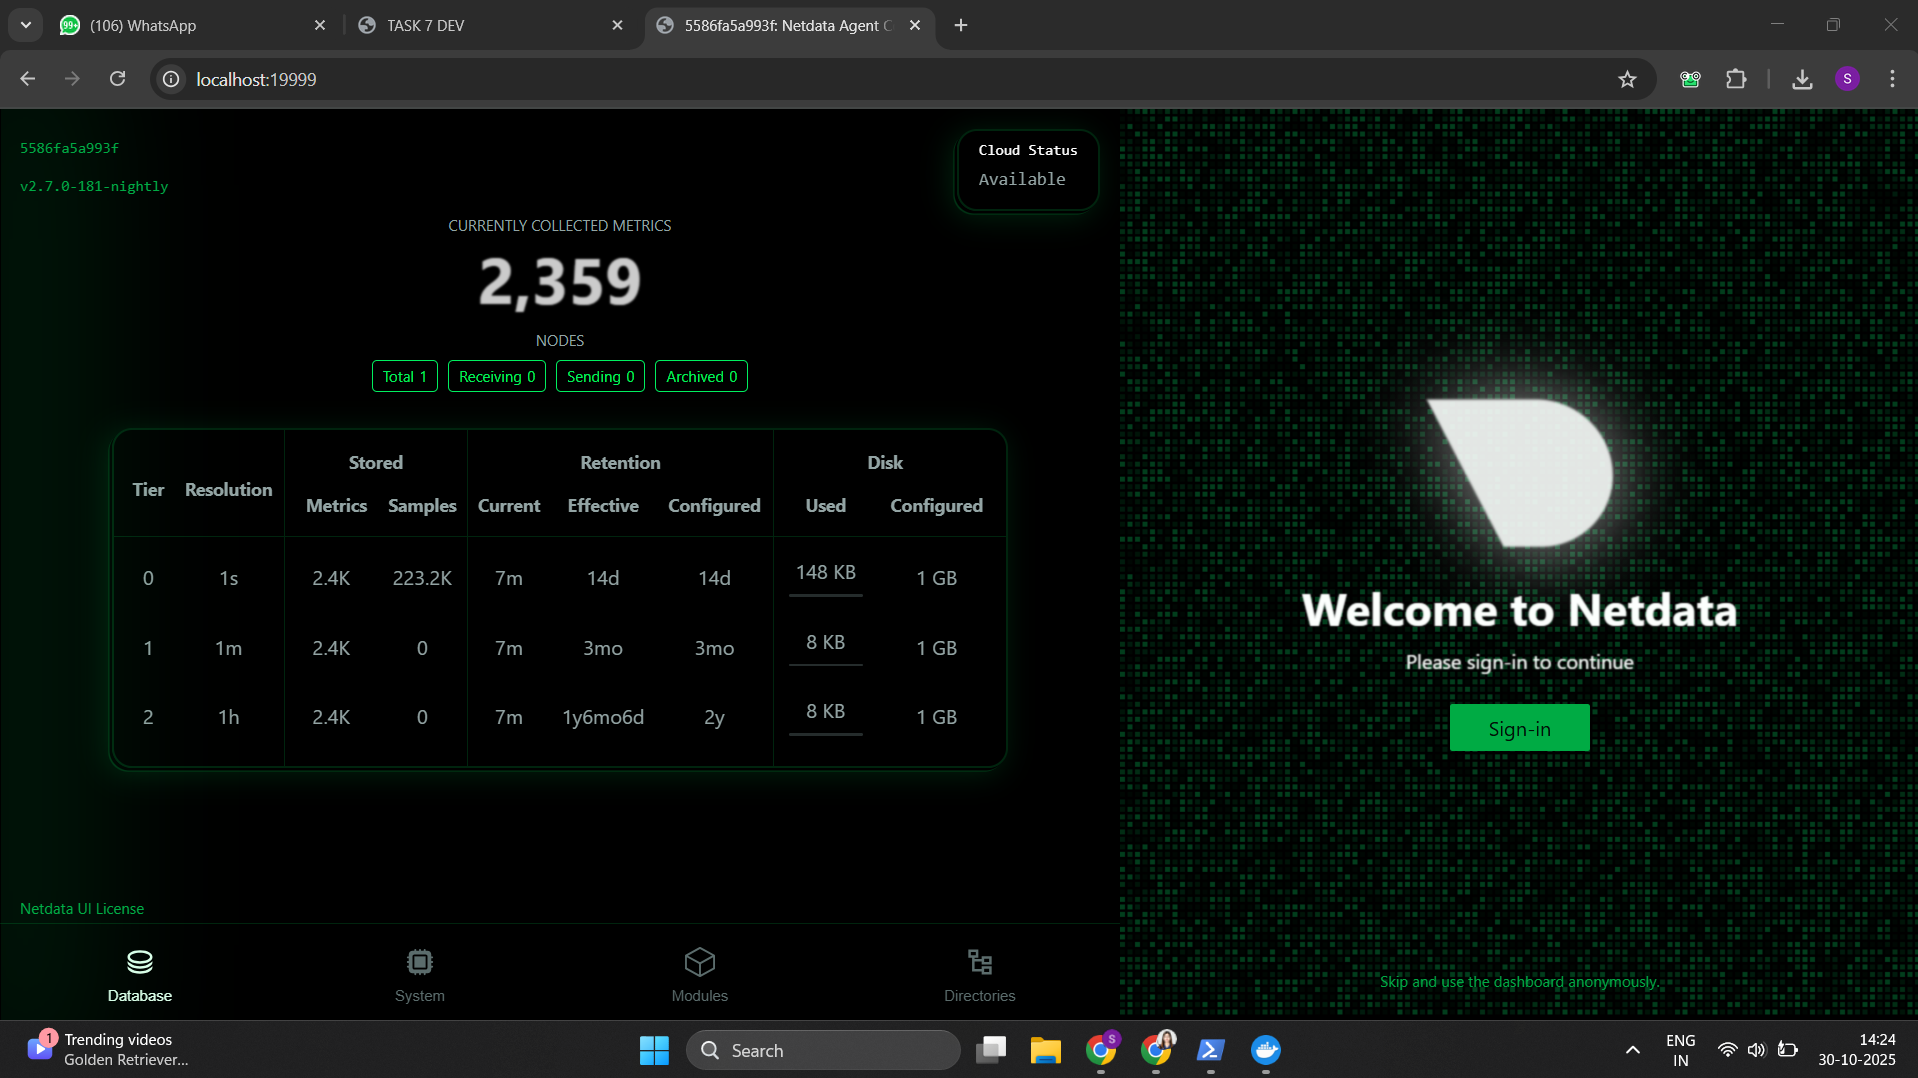 (106) WhatsApp
TASK 7 DEV
5586fa5a993f: Netdata Agent C
localhost:19999
S
5586fa5a993f
v2.7.0-181-nightly
Cloud Status
Available
CURRENTLY COLLECTED METRICS
2,359
NODES
Total 1 Receiving 0 Sending 0 Archived 0
Stored Retention Disk
Tier Resolution
Metrics Samples Current Effective Configured Used Configured
0 1s 2.4K 223.2K 7m 14d 14d 148 KB 1 GB
1 1m 2.4K 0 7m 3mo 3mo 8 KB 1 GB
2 1h 2.4K 0 7m 1y6mo6d 2y 8 KB 1 GB
Netdata UI License
Database System Modules Directories
Welcome to Netdata
Please sign-in to continue
Sign-in
Skip and use the dashboard anonymously.
1
Trending videos
Golden Retriever...
Search
S
ENG
IN
14:24
30-10-2025